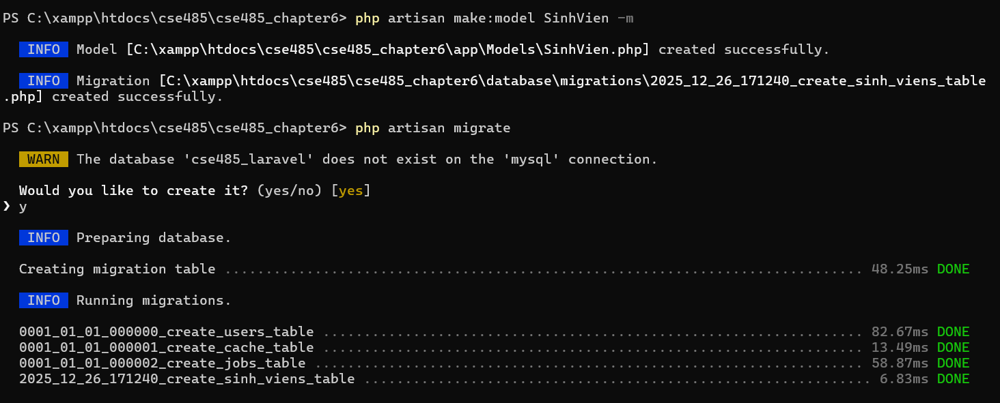 PS C:\xampp\htdocs\cse485\cse485_chapter6> php artisan make:model SinhVien -m
INFO Model [C:\xampp\htdocs\cse485\cse485_chapter6\app\Models\SinhVien.php] created successfully.
INFO Migration [C:\xampp\htdocs\cse485\cse485_chapter6\database\migrations\2025_12_26_171240_create_sinh_viens_table
.php] created successfully.
PS C:\xampp\htdocs\cse485\cse485_chapter6> php artisan migrate
WARN The database 'cse485_laravel' does not exist on the 'mysql' connection.
Would you like to create it? (yes/no) [yes]
❯ y
INFO Preparing database.
Creating migration table .............................................................................. 48.25ms DONE
INFO Running migrations.
0001_01_01_000000_create_users_table .................................................................. 82.67ms DONE
0001_01_01_000001_create_cache_table .................................................................. 13.49ms DONE
0001_01_01_000002_create_jobs_table ................................................................... 58.87ms DONE
2025_12_26_171240_create_sinh_viens_table .............................................................. 6.83ms DONE